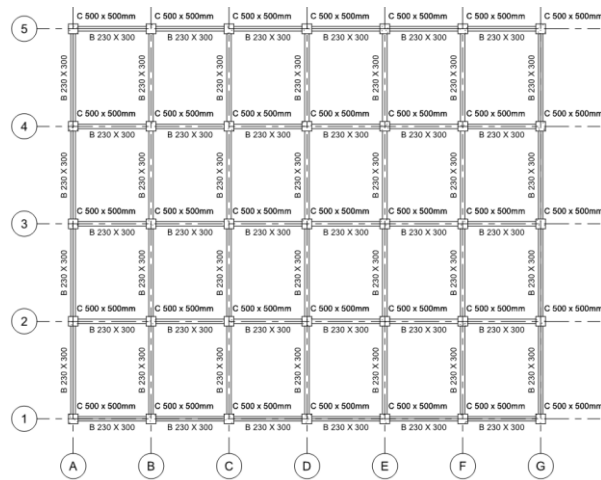 C 500 x 500mm C 500 x 500mm C 500 x 500mm C 500 x 500mm C 500 x 500mm C 500 x 500mm C 500 x 500mm
5
B 230 X 300 B 230 X 300 B 230 X 300 B 230 X 300 B 230 X 300 B 230 X 300
B 230 X 300 B 230 X 300 B 230 X 300 B 230 X 300 B 230 X 300 B 230 X 300 B 230 X 300
C 500 x 500mm C 500 x 500mm C 500 x 500mm C 500 x 500mm C 500 x 500mm C 500 x 500mm C 500 x 500mm
4
B 230 X 300 B 230 X 300 B 230 X 300 B 230 X 300 B 230 X 300 B 230 X 300
B 230 X 300 B 230 X 300 B 230 X 300 B 230 X 300 B 230 X 300 B 230 X 300 B 230 X 300
C 500 x 500mm C 500 x 500mm C 500 x 500mm C 500 x 500mm C 500 x 500mm C 500 x 500mm C 500 x 500mm
3
B 230 X 300 B 230 X 300 B 230 X 300 B 230 X 300 B 230 X 300 B 230 X 300
B 230 X 300 B 230 X 300 B 230 X 300 B 230 X 300 B 230 X 300 B 230 X 300 B 230 X 300
C 500 x 500mm C 500 x 500mm C 500 x 500mm C 500 x 500mm C 500 x 500mm C 500 x 500mm C 500 x 500mm
2
B 230 X 300 B 230 X 300 B 230 X 300 B 230 X 300 B 230 X 300 B 230 X 300
B 230 X 300 B 230 X 300 B 230 X 300 B 230 X 300 B 230 X 300 B 230 X 300 B 230 X 300
C 500 x 500mm C 500 x 500mm C 500 x 500mm C 500 x 500mm C 500 x 500mm C 500 x 500mm C 500 x 500mm
1
B 230 X 300 B 230 X 300 B 230 X 300 B 230 X 300 B 230 X 300 B 230 X 300
A B C D E F G